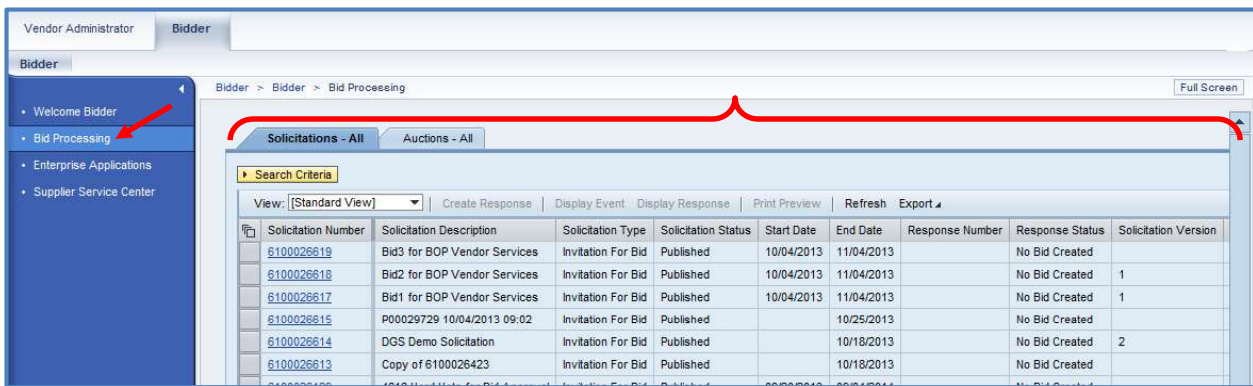 Vendor Administrator Bidder
Bidder
Bidder > Bidder > Bid Processing Full Screen
• Welcome Bidder
• Bid Processing
• Enterprise Applications
• Supplier Service Center
Solicitations - All Auctions - All
Search Criteria
View: [Standard View] Create Response Display Event Display Response Print Preview Refresh Export
Solicitation Number Solicitation Description Solicitation Type Solicitation Status Start Date End Date Response Number Response Status Solicitation Version
6100026619 Bid3 for BOP Vendor Services Invitation For Bid Published 10/04/2013 11/04/2013 No Bid Created
6100026618 Bid2 for BOP Vendor Services Invitation For Bid Published 10/04/2013 11/04/2013 No Bid Created 1
6100026617 Bid1 for BOP Vendor Services Invitation For Bid Published 10/04/2013 11/04/2013 No Bid Created 1
6100026615 P00029729 10/04/2013 09:02 Invitation For Bid Published 10/25/2013 No Bid Created
6100026614 DGS Demo Solicitation Invitation For Bid Published 10/18/2013 No Bid Created 2
6100026613 Copy of 6100026423 Invitation For Bid Published 10/18/2013 No Bid Created